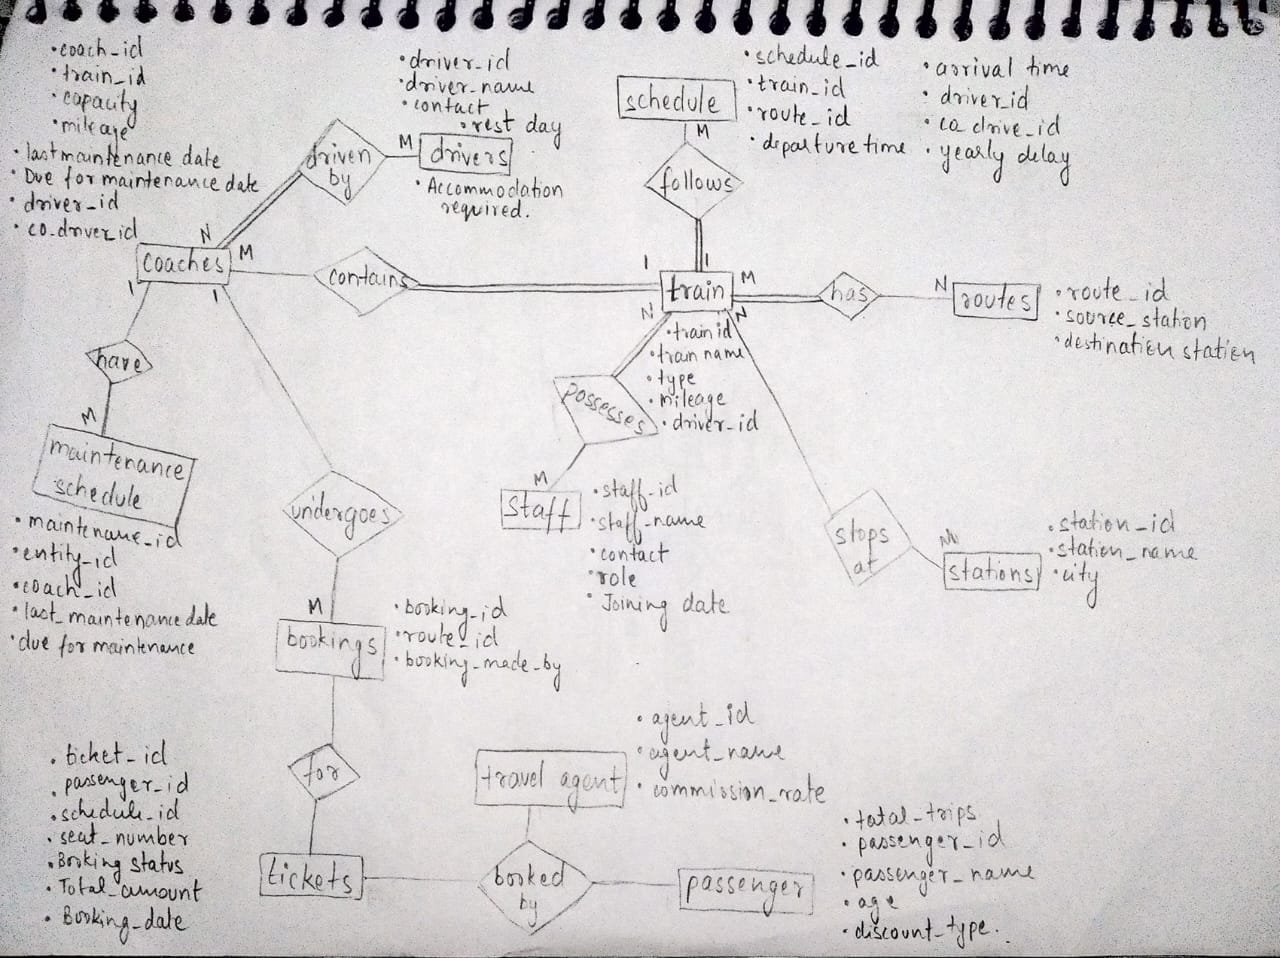 • coach_id
• train_id
• capacity
• mileage
• last maintenance date
• Due for maintenance date
• driver_id
• co.driver_id
• driver_id
• driver_name
• contact
• rest day
M
drivers
• Accommodation
required.
driven
by
N
coaches
M
1
1
contains
1
schedule
• schedule_id
• train_id
• route_id
• departure time
• arrival time
• driver_id
• co drive_id
• yearly delay
M
follows
1
train
M
N
N
• train id
• train name
• type
• mileage
• driver_id
has
N
routes
• route_id
• source_station
• destination station
have
M
maintenance
schedule
• maintename_id
• entity_id
• coach_id
• last_maintenance date
• due for maintenance
undergoes
M
bookings
• booking_id
• route_id
• booking_made_by
possesses
M
staff
• staff_id
• staff_name
• contact
• role
• Joining date
stops
at
M
stations
• station_id
• station_name
• city
for
• ticket_id
• passenger_id
• schedule_id
• seat_number
• Booking status
• Total_amount
• Booking_date
tickets
travel agent
• agent_id
• agent_name
• commission_rate
booked
by
passenger
• total_trips
• passenger_id
• passenger_name
• age
• discount_type.